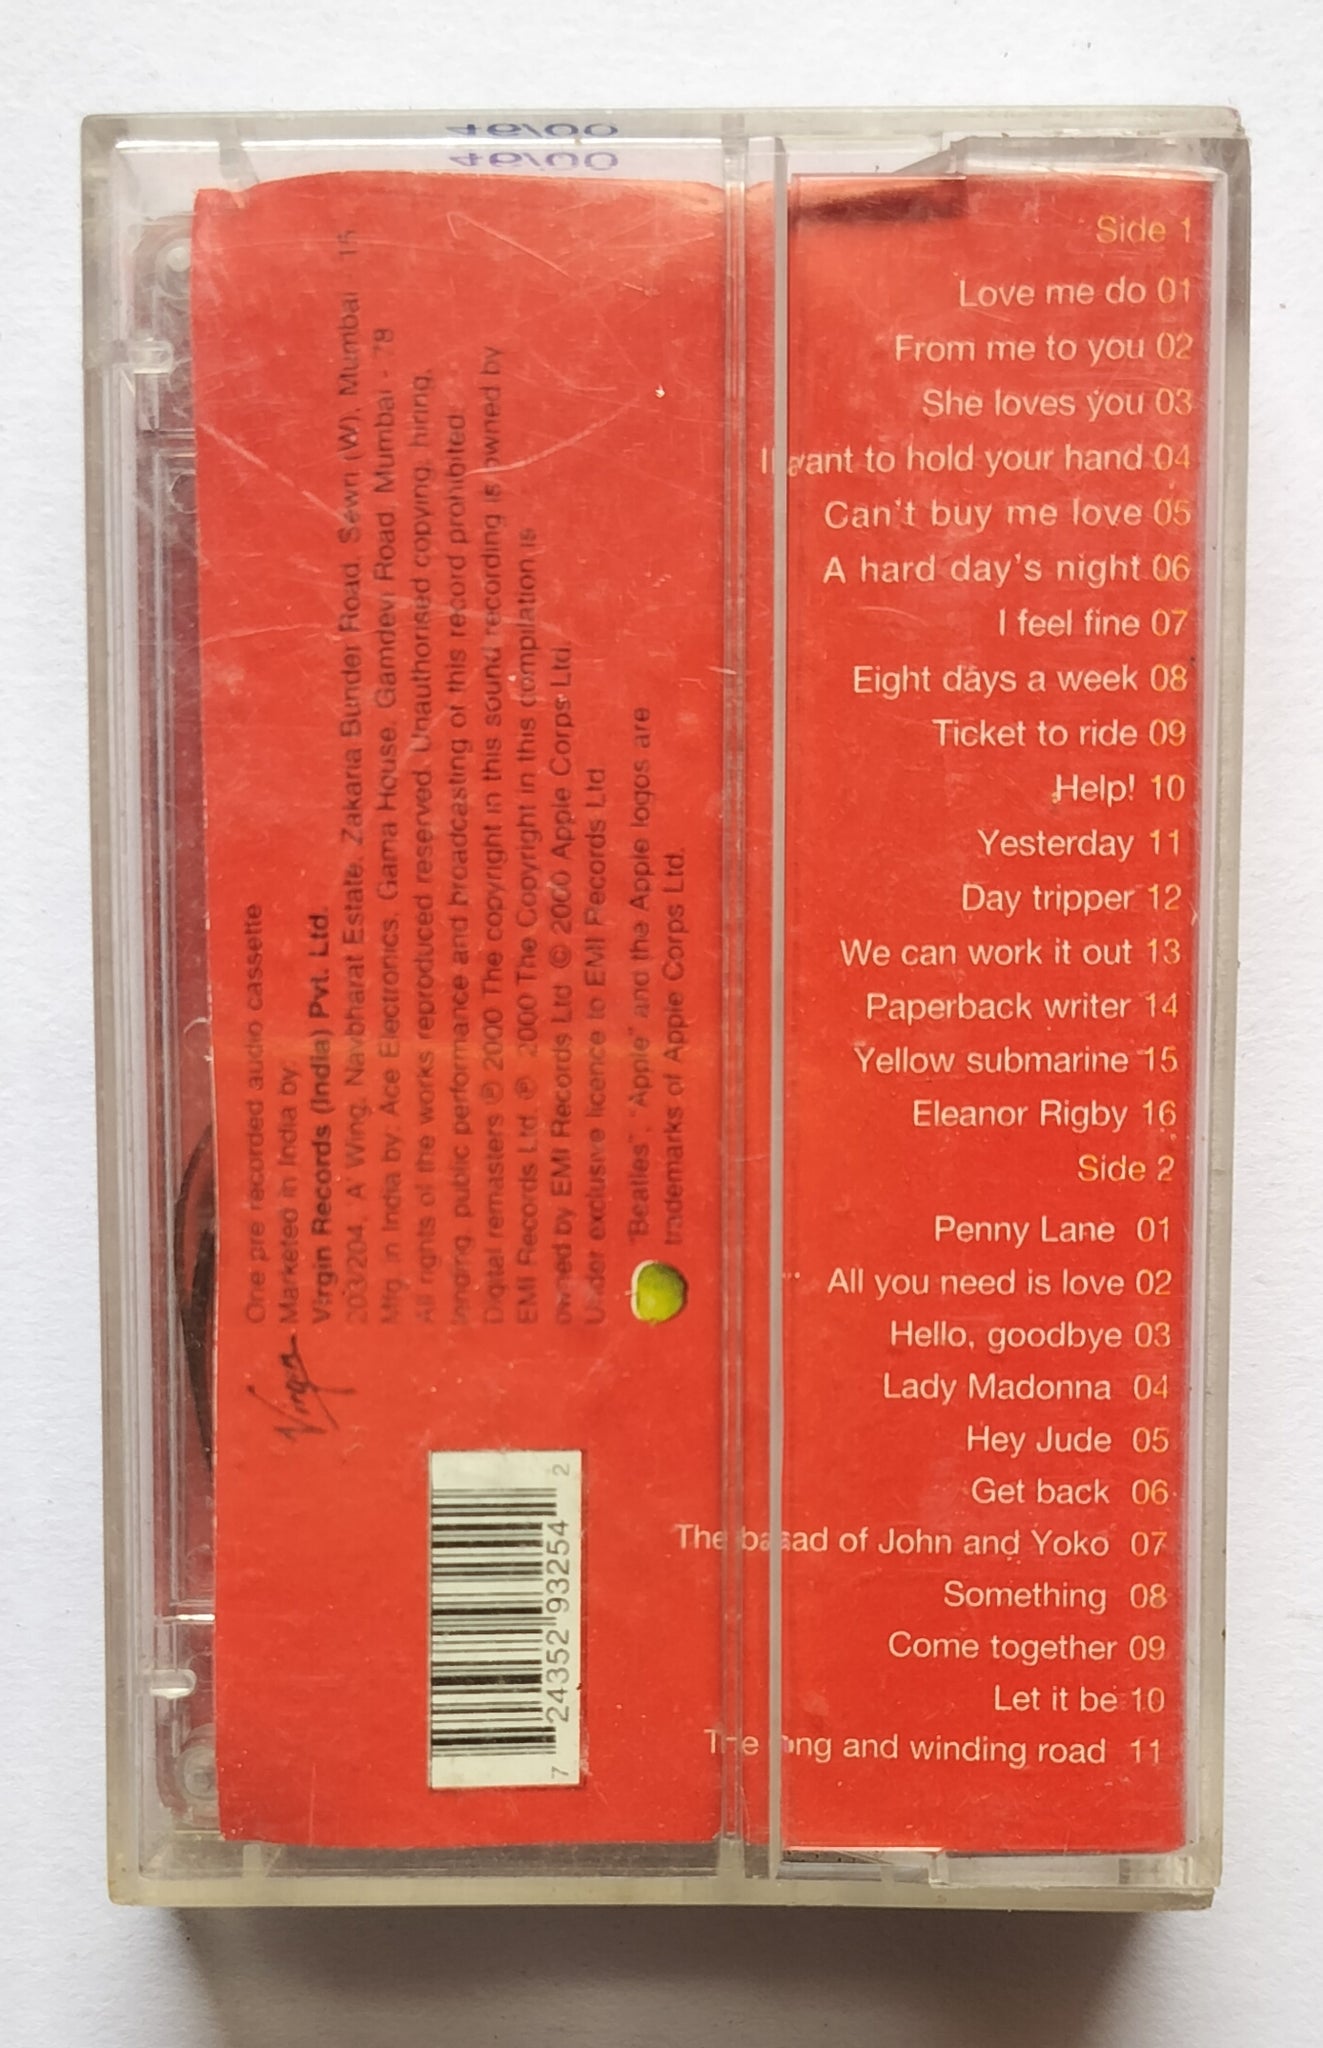 46/00
Side 1
Love me do 01
From me to you 02
She loves you 03
I want to hold your hand 04
Can't buy me love 05
A hard day's night 06
I feel fine 07
Eight days a week 08
Ticket to ride 09
Help! 10
Yesterday 11
Day tripper 12
We can work it out 13
Paperback writer 14
Yellow submarine 15
Eleanor Rigby 16
Side 2
Penny Lane 01
All you need is love 02
Hello, goodbye 03
Lady Madonna 04
Hey Jude 05
Get back 06
The ballad of John and Yoko 07
Something 08
Come together 09
Let it be 10
The long and winding road 11
One pre recorded audio cassette
Marketed in India by
Virgin Records (India) Pvt. Ltd.
203/204, A Wing, Navbharat Estate, Zakaria Bunder Road, Sewri (W), Mumbai - 15
Mfg. in India by: Ace Electronics, Gama House, Gamdevi Road, Mumbai - 78
All rights of the works reproduced reserved. Unauthorised copying, hiring,
lending, public performance and broadcasting of this record prohibited
Digital remasters ℗ 2000 The copyright in this sound recording is owned by
EMI Records Ltd. ℗ 2000 The Copyright in this compilation is
owned by EMI Records Ltd © 2000 Apple Corps Ltd.
Under exclusive licence to EMI Records Ltd
"Beatles", "Apple" and the Apple logos are
trademarks of Apple Corps Ltd.
Virgin
7 24352 93254 2